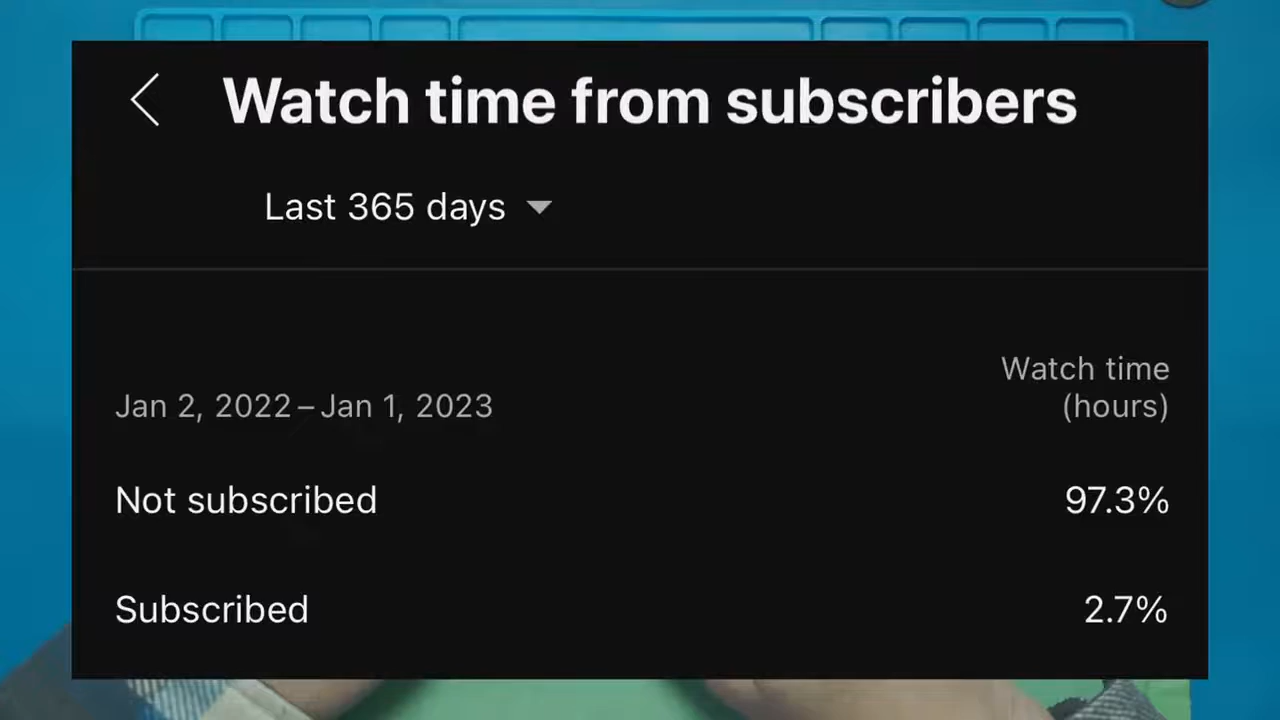 Watch time from subscribers
Last 365 days
Watch time
(hours)
Jan 2, 2022 – Jan 1, 2023
Not subscribed 97.3%
Subscribed 2.7%